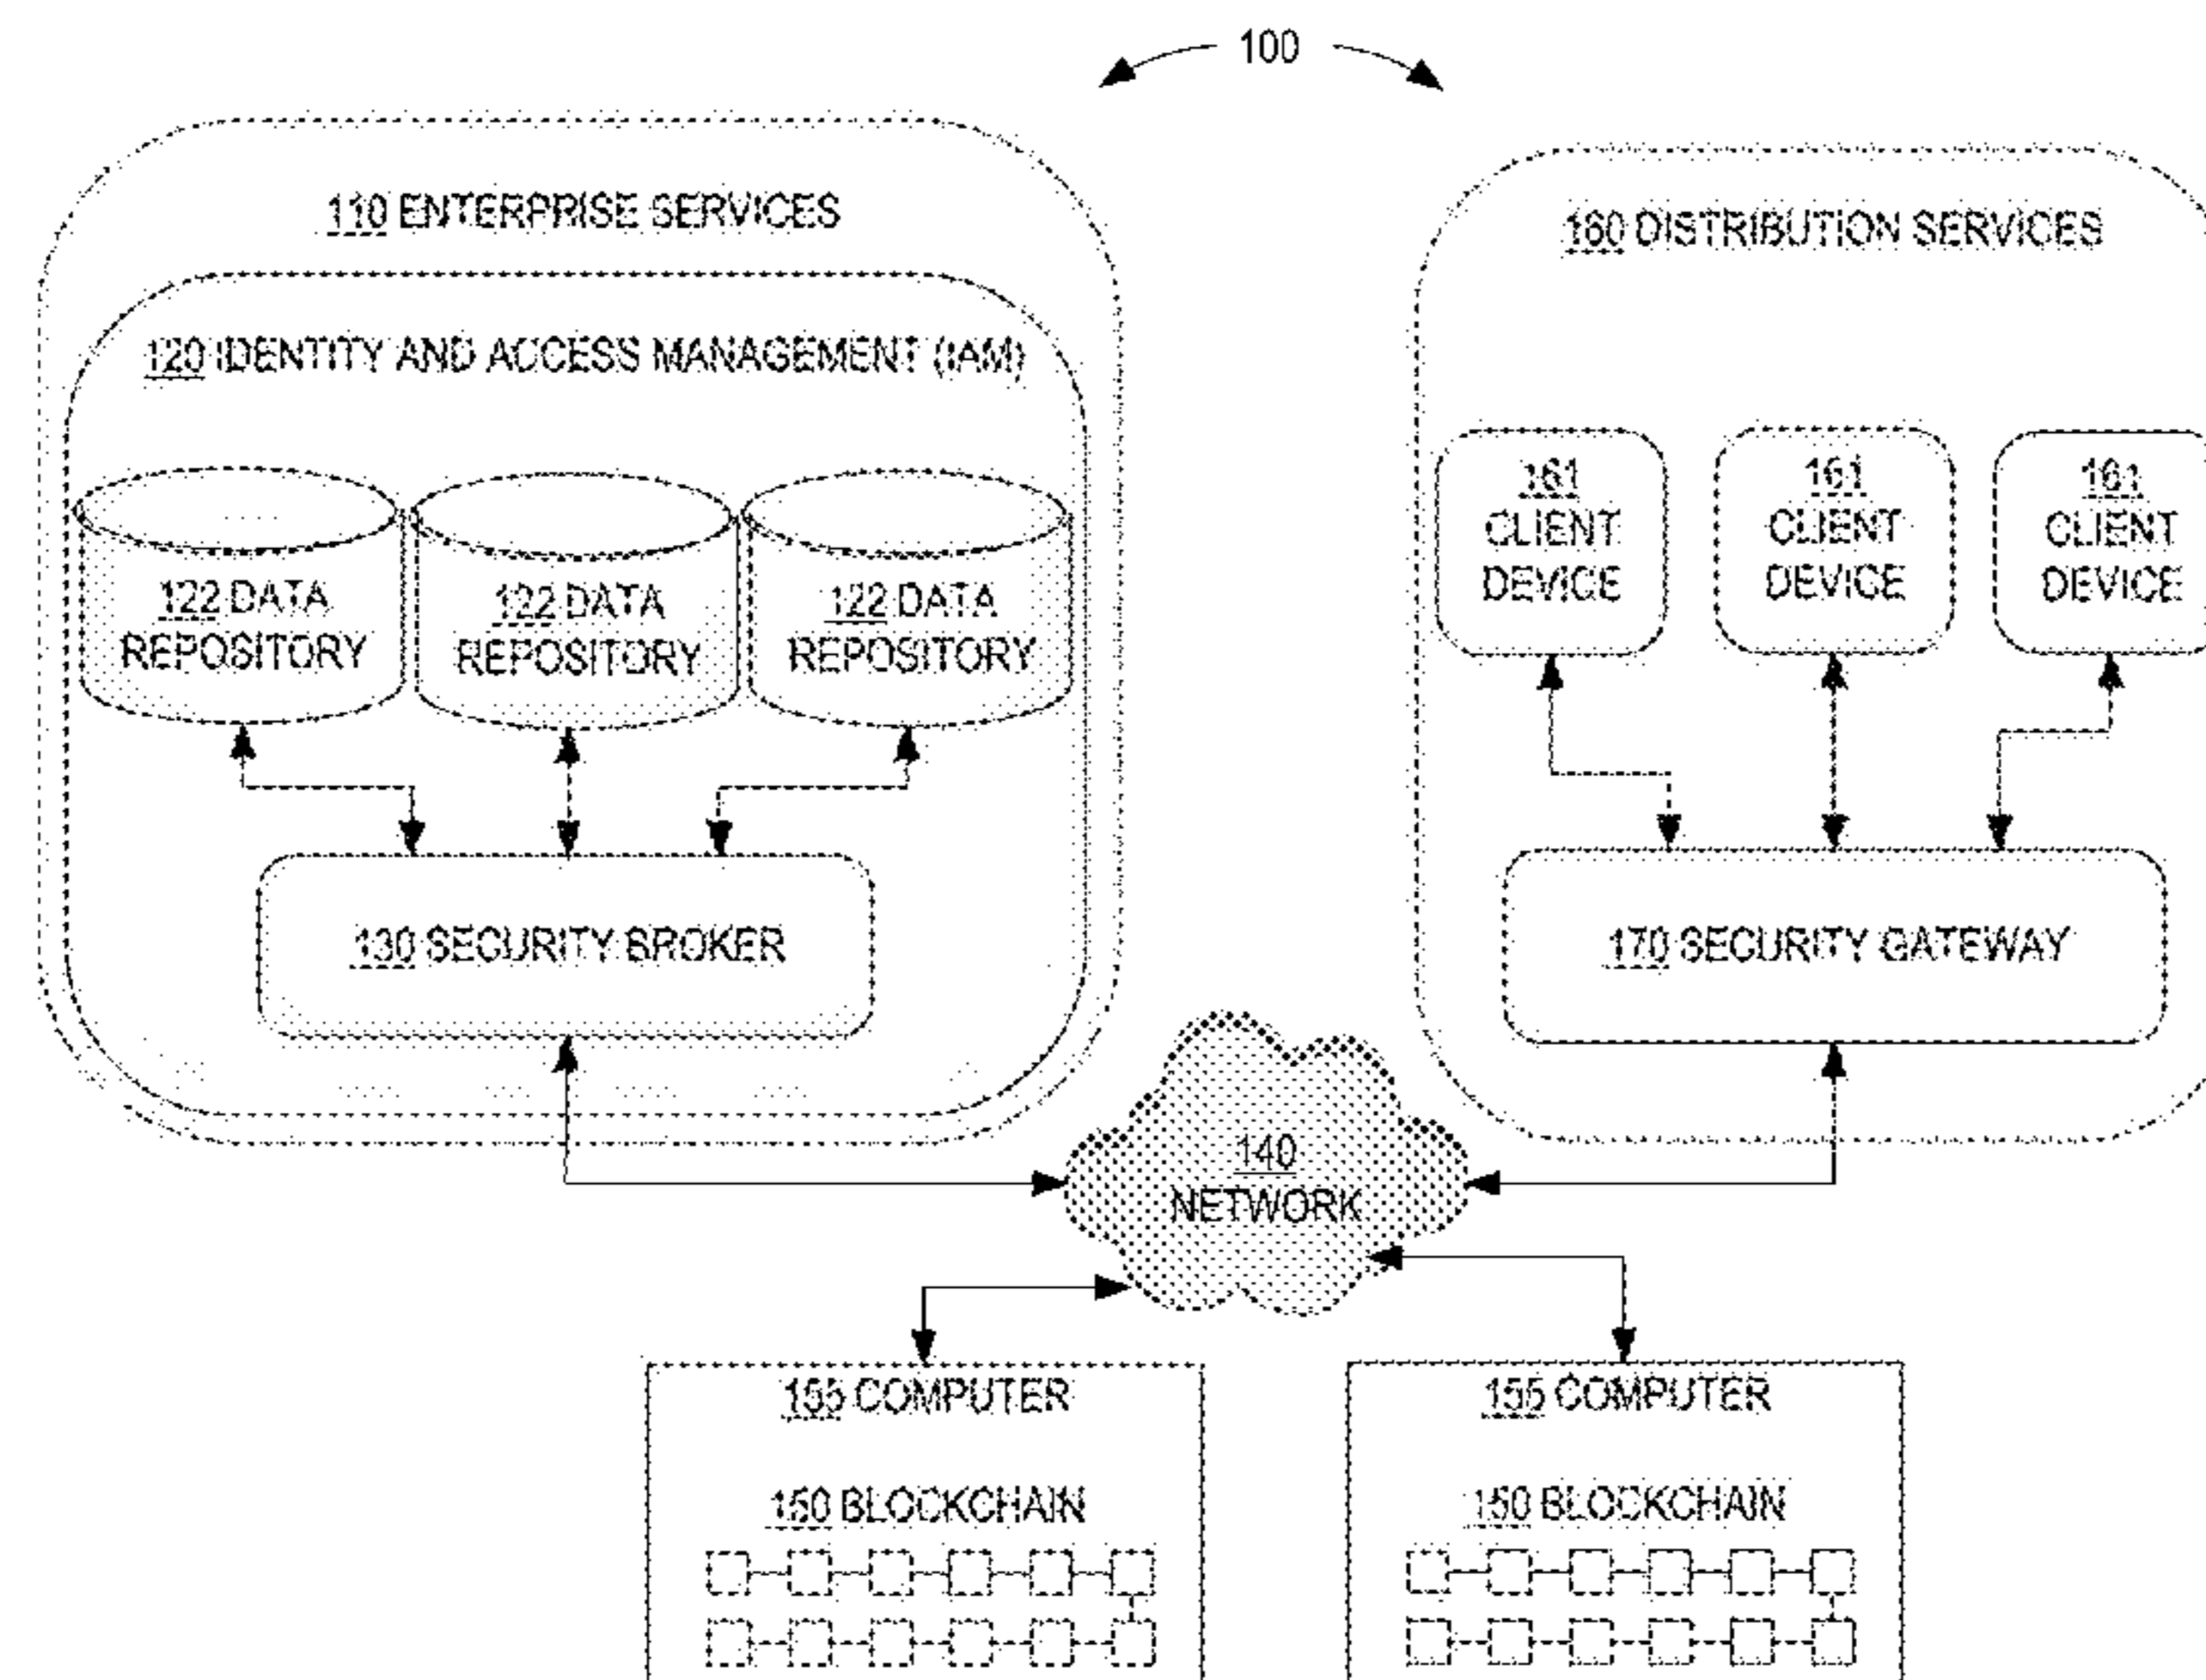 100
110 ENTERPRISE SERVICES
120 IDENTITY AND ACCESS MANAGEMENT (IAM)
122 DATA
REPOSITORY
122 DATA
REPOSITORY
122 DATA
REPOSITORY
130 SECURITY BROKER
160 DISTRIBUTION SERVICES
161
CLIENT
DEVICE
161
CLIENT
DEVICE
161
CLIENT
DEVICE
170 SECURITY GATEWAY
140
NETWORK
155 COMPUTER
150 BLOCKCHAIN
155 COMPUTER
150 BLOCKCHAIN